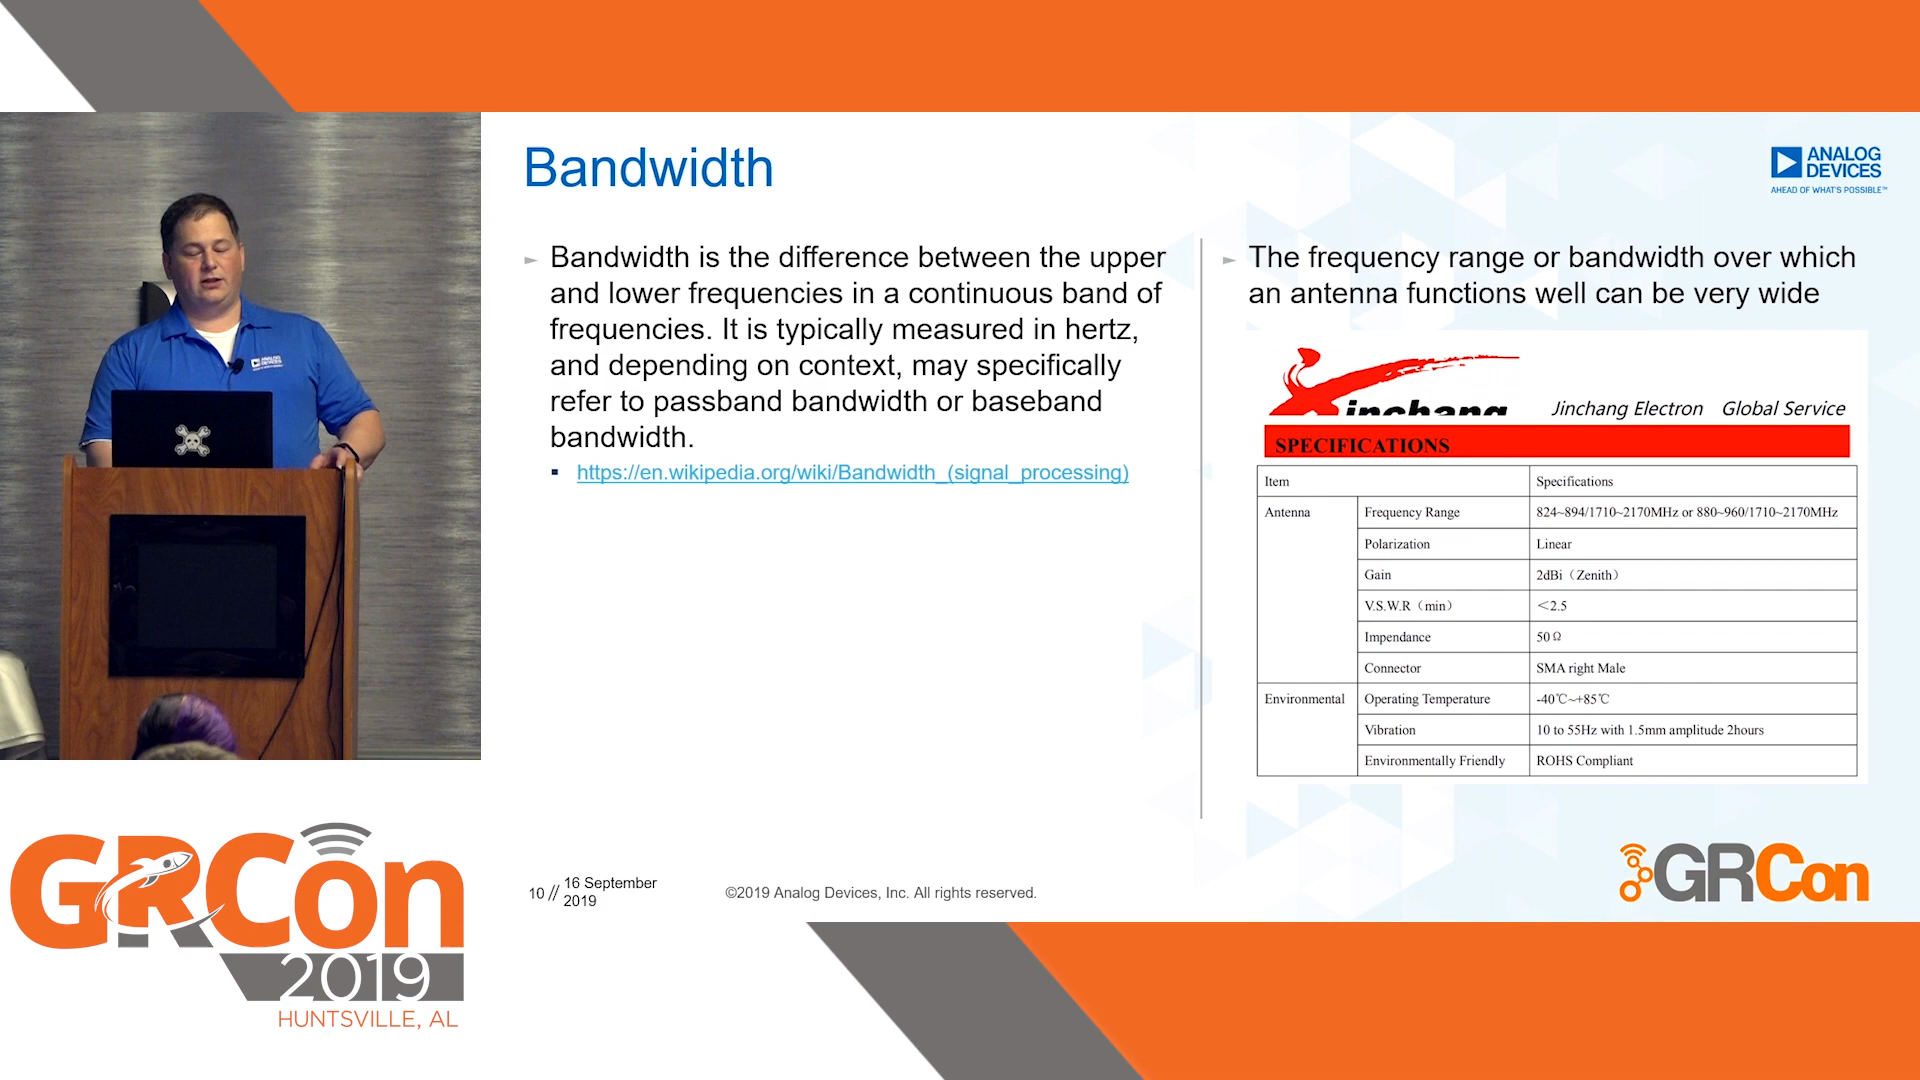 Bandwidth
ANALOG
DEVICES
AHEAD OF WHAT'S POSSIBLE™
Bandwidth is the difference between the upper
and lower frequencies in a continuous band of
frequencies. It is typically measured in hertz,
and depending on context, may specifically
refer to passband bandwidth or baseband
bandwidth.
https://en.wikipedia.org/wiki/Bandwidth_(signal_processing)
The frequency range or bandwidth over which
an antenna functions well can be very wide
Jinchang Electron Global Service
SPECIFICATIONS
Item Specifications
Antenna Frequency Range 824~894/1710~2170MHz or 880~960/1710~2170MHz
Polarization Linear
Gain 2dBi（Zenith）
V.S.W.R（min） ＜2.5
Impendance 50Ω
Connector SMA right Male
Environmental Operating Temperature -40℃~+85℃
Vibration 10 to 55Hz with 1.5mm amplitude 2hours
Environmentally Friendly ROHS Compliant
10 // 16 September
2019
©2019 Analog Devices, Inc. All rights reserved.
GRCon
GRCon
2019
HUNTSVILLE, AL
ANALOG
DEVICES